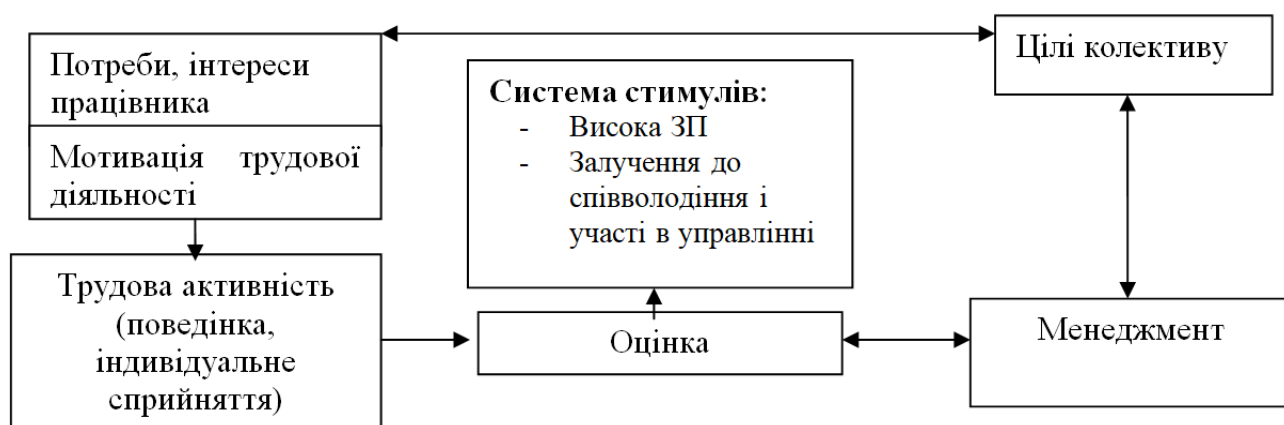 Потреби, інтереси
працівника
Мотивація трудової
діяльності
Трудова активність
(поведінка,
індивідуальне
сприйняття)
Система стимулів:
- Висока ЗП
- Залучення до
співволодіння і
участі в управлінні
Оцінка
Цілі колективу
Менеджмент